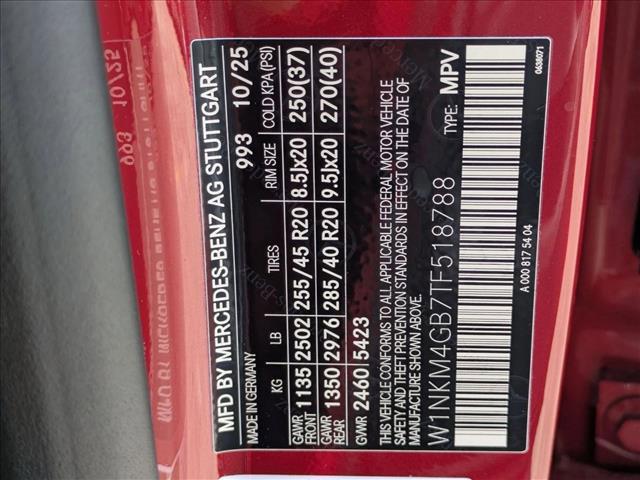 MFD BY MERCEDES-BENZ AG STUTTGART
MADE IN GERMANY 993 10/25
KG LB TIRES RIM SIZE COLD KPA(PSI)
GAWR FRONT 1135 2502 255/45 R20 8.5Jx20 250(37)
GAWR REAR 1350 2976 285/40 R20 9.5Jx20 270(40)
GVWR 2460 5423
THIS VEHICLE CONFORMS TO ALL APPLICABLE FEDERAL MOTOR VEHICLE
SAFETY, BUMPER, AND THEFT PREVENTION STANDARDS IN EFFECT ON THE DATE OF
MANUFACTURE SHOWN ABOVE.
W1NKM4GB7TF518788 TYPE: MPV
A 000 817 54 04 0638071